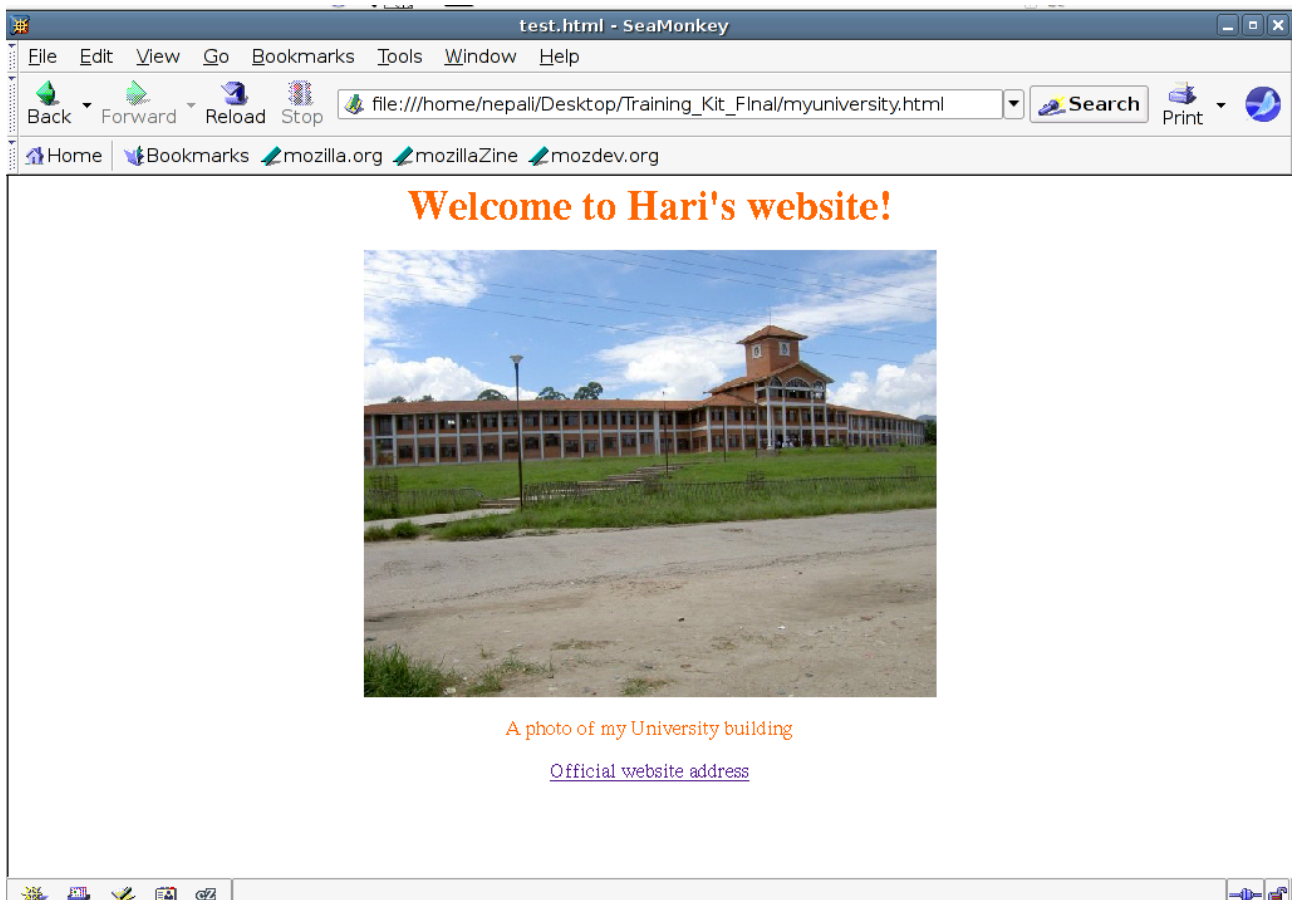 test.html - SeaMonkey
File Edit View Go Bookmarks Tools Window Help
Back Forward Reload Stop file:///home/nepali/Desktop/Training_Kit_FInal/myuniversity.html Search Print
Home Bookmarks mozilla.org mozillaZine mozdev.org
Welcome to Hari's website!
A photo of my University building
Official website address